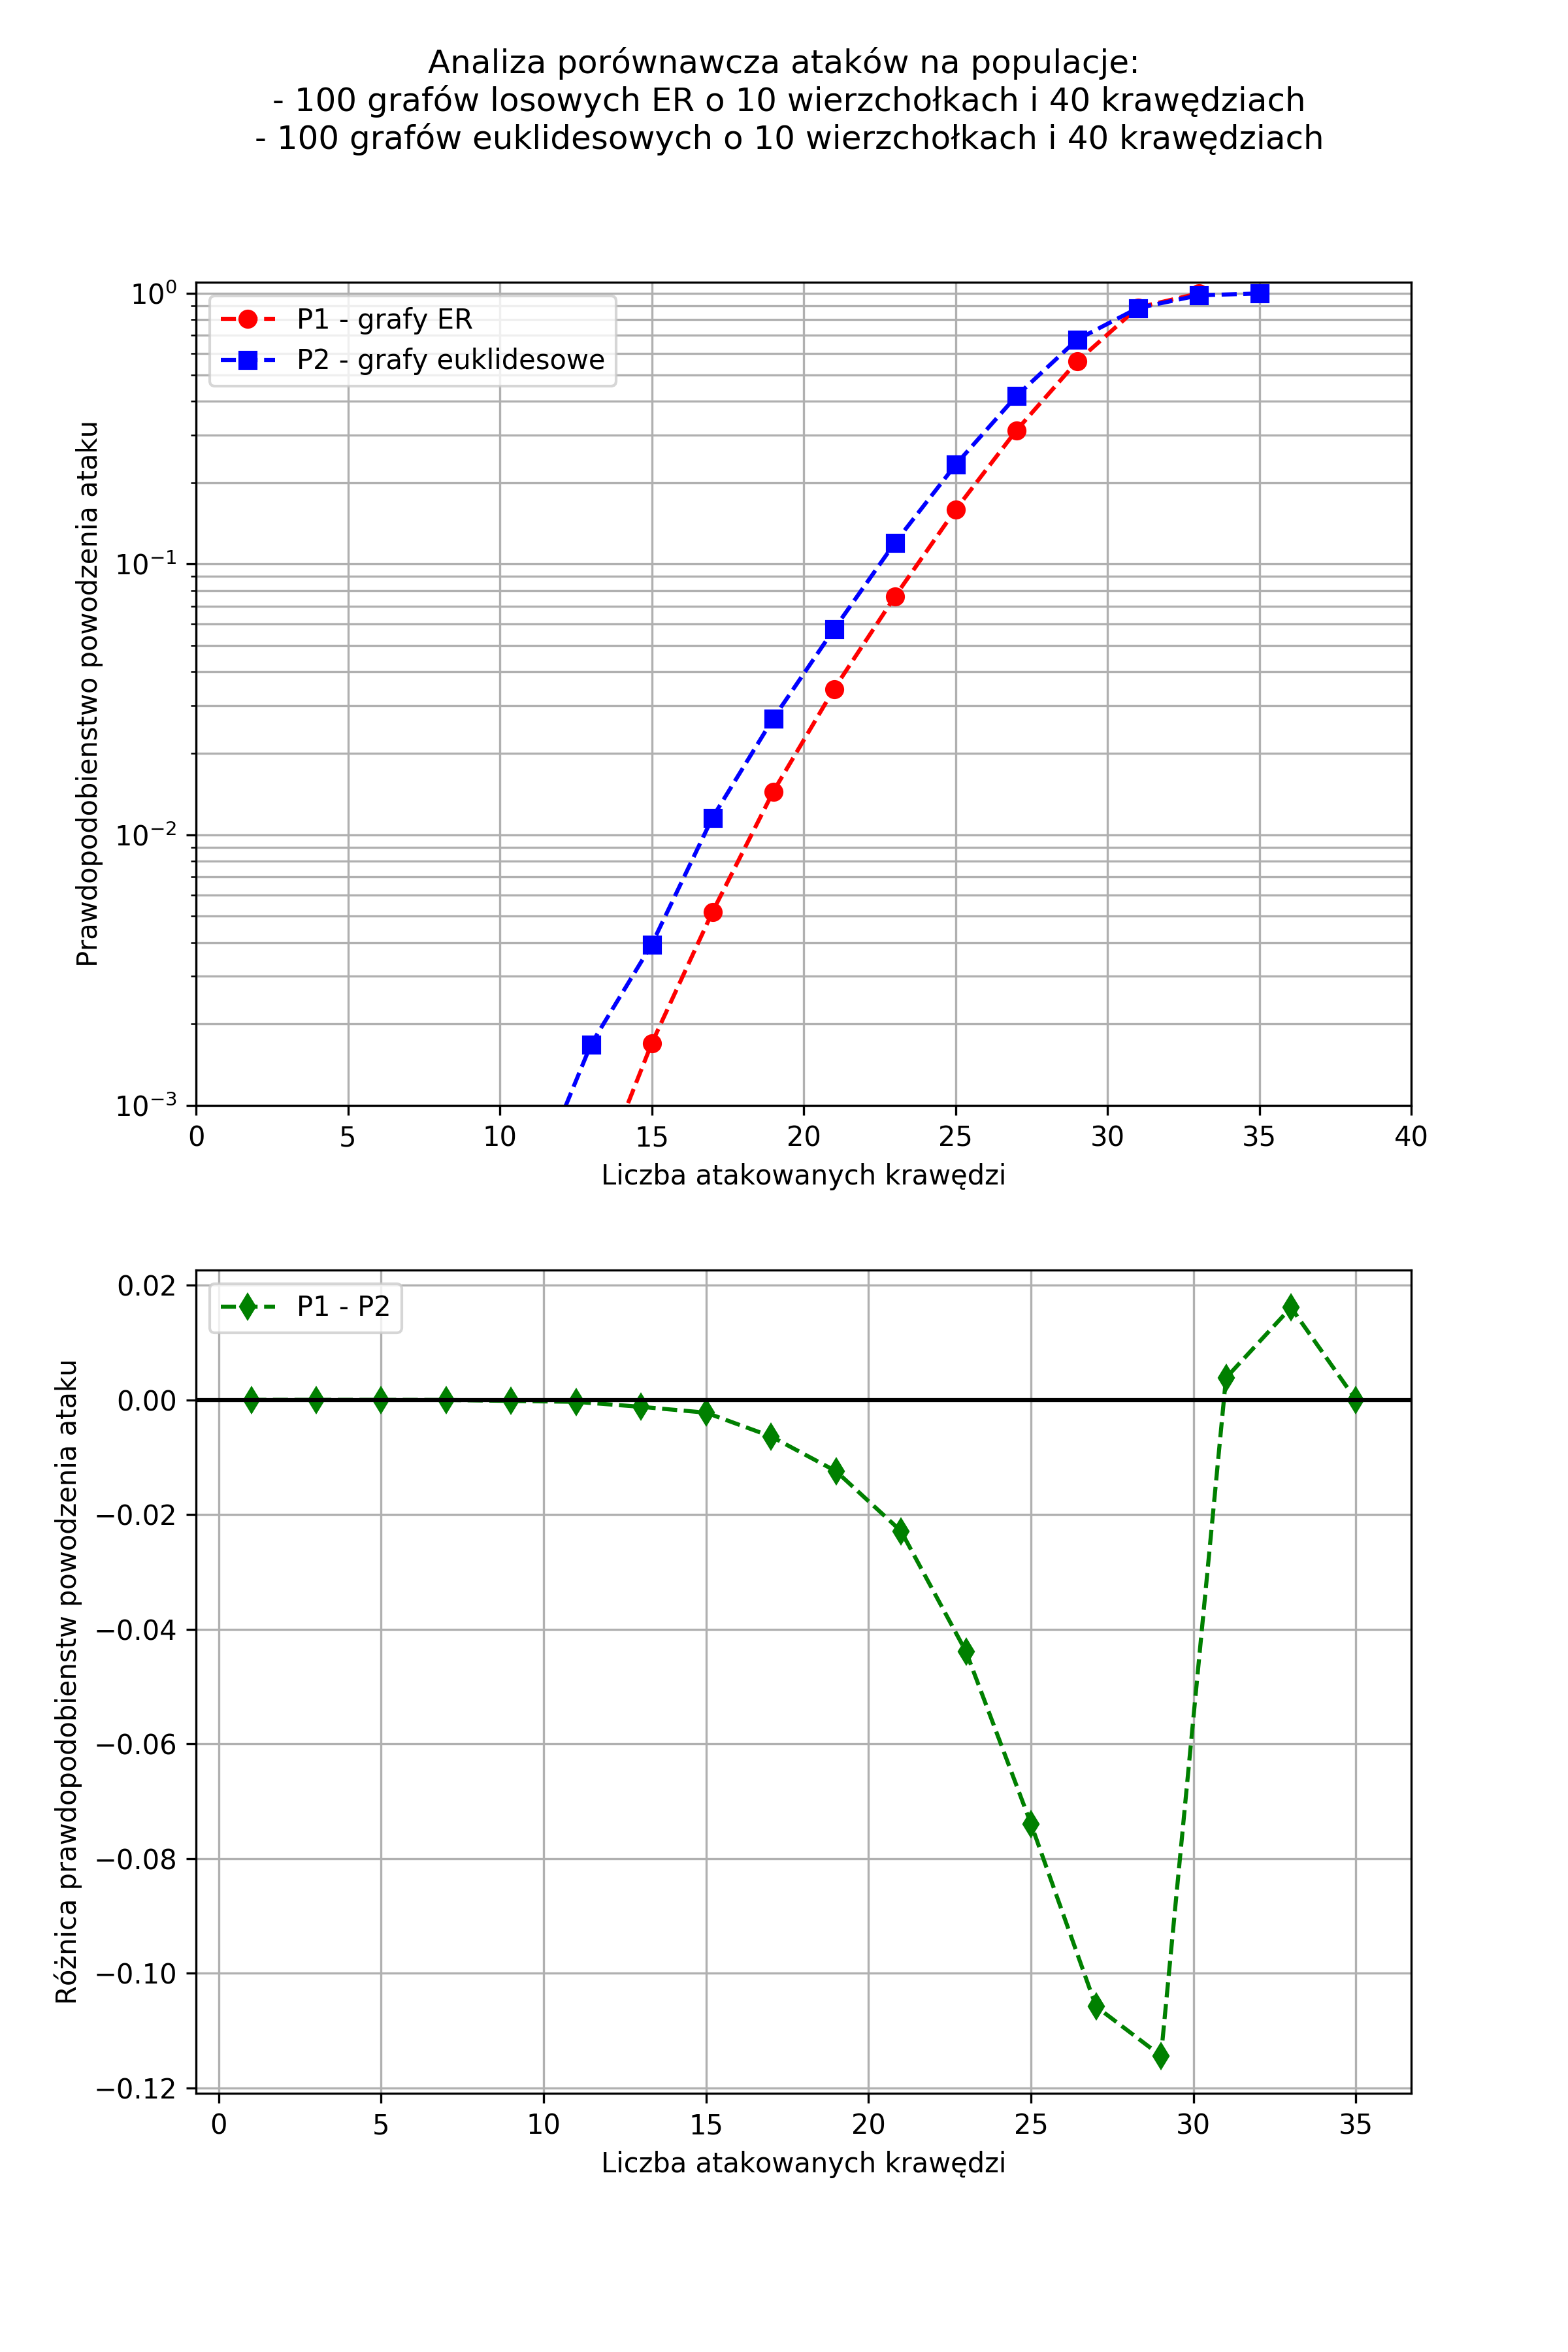 Analiza porównawcza ataków na populacje:
- 100 grafów losowych ER o 10 wierzchołkach i 40 krawędziach
- 100 grafów euklidesowych o 10 wierzchołkach i 40 krawędziach
P1 - grafy ER
P2 - grafy euklidesowe
Prawdopodobienstwo powodzenia ataku
10⁰
10⁻¹
10⁻²
10⁻³
0 5 10 15 20 25 30 35 40
Liczba atakowanych krawędzi
P1 - P2
Różnica prawdopodobienstw powodzenia ataku
0.02
0.00
−0.02
−0.04
−0.06
−0.08
−0.10
−0.12
0 5 10 15 20 25 30 35
Liczba atakowanych krawędzi